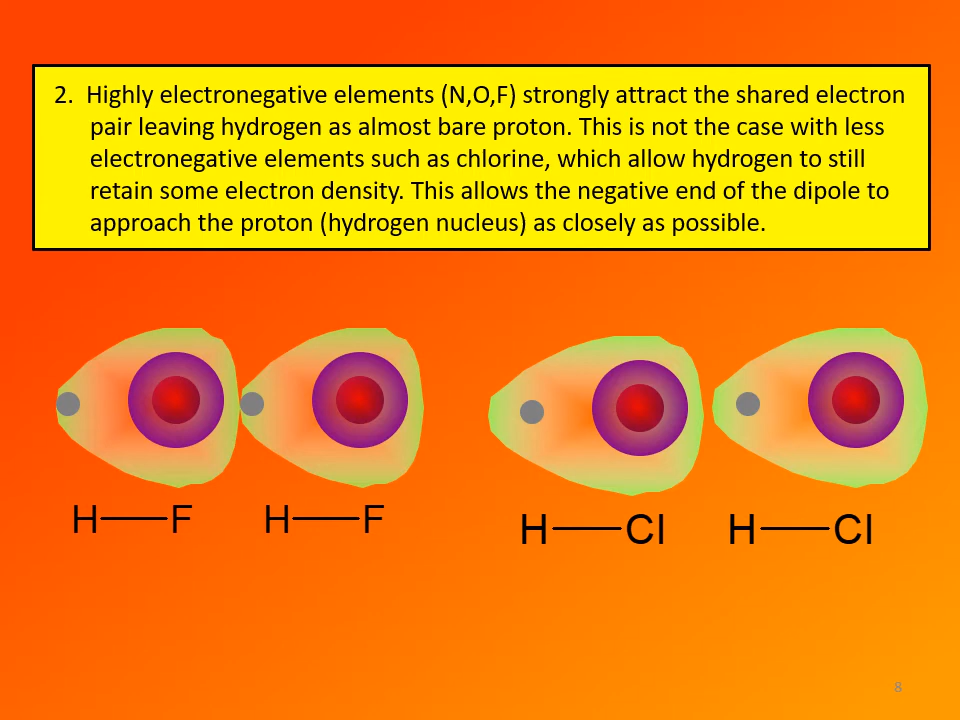 2. Highly electronegative elements (N,O,F) strongly attract the shared electron
pair leaving hydrogen as almost bare proton. This is not the case with less
electronegative elements such as chlorine, which allow hydrogen to still
retain some electron density. This allows the negative end of the dipole to
approach the proton (hydrogen nucleus) as closely as possible.
H—F H—F
H—Cl H—Cl
8